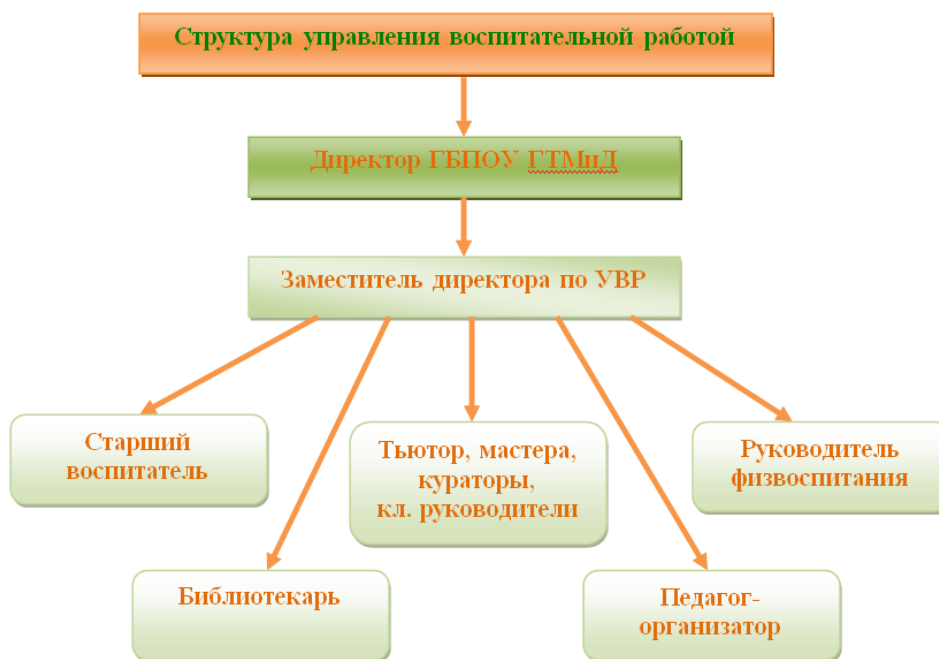 Структура управления воспитательной работой
Директор ГБПОУ ГТМиД
Заместитель директора по УВР
Старший
воспитатель
Тьютор, мастера,
кураторы,
кл. руководители
Руководитель
физвоспитания
Библиотекарь
Педагог-
организатор